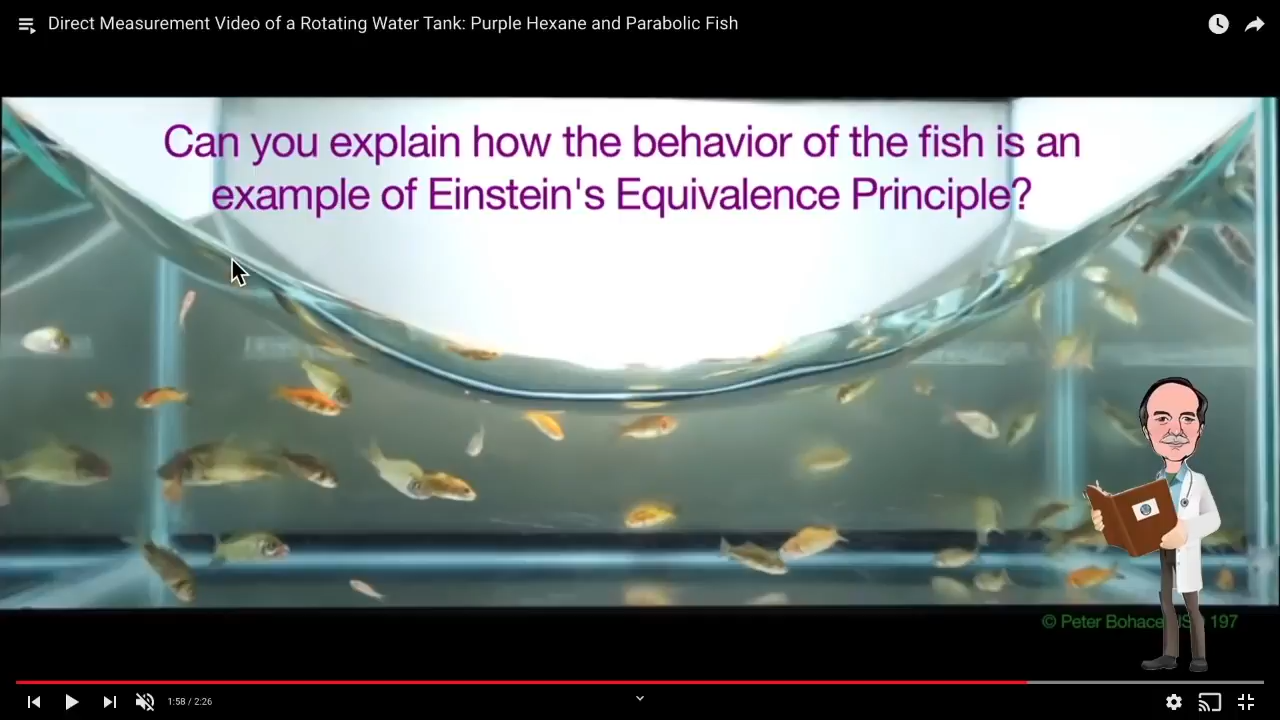 Direct Measurement Video of a Rotating Water Tank: Purple Hexane and Parabolic Fish
Can you explain how the behavior of the fish is an
example of Einstein's Equivalence Principle?
© Peter Bohace 197
1:58 / 2:26